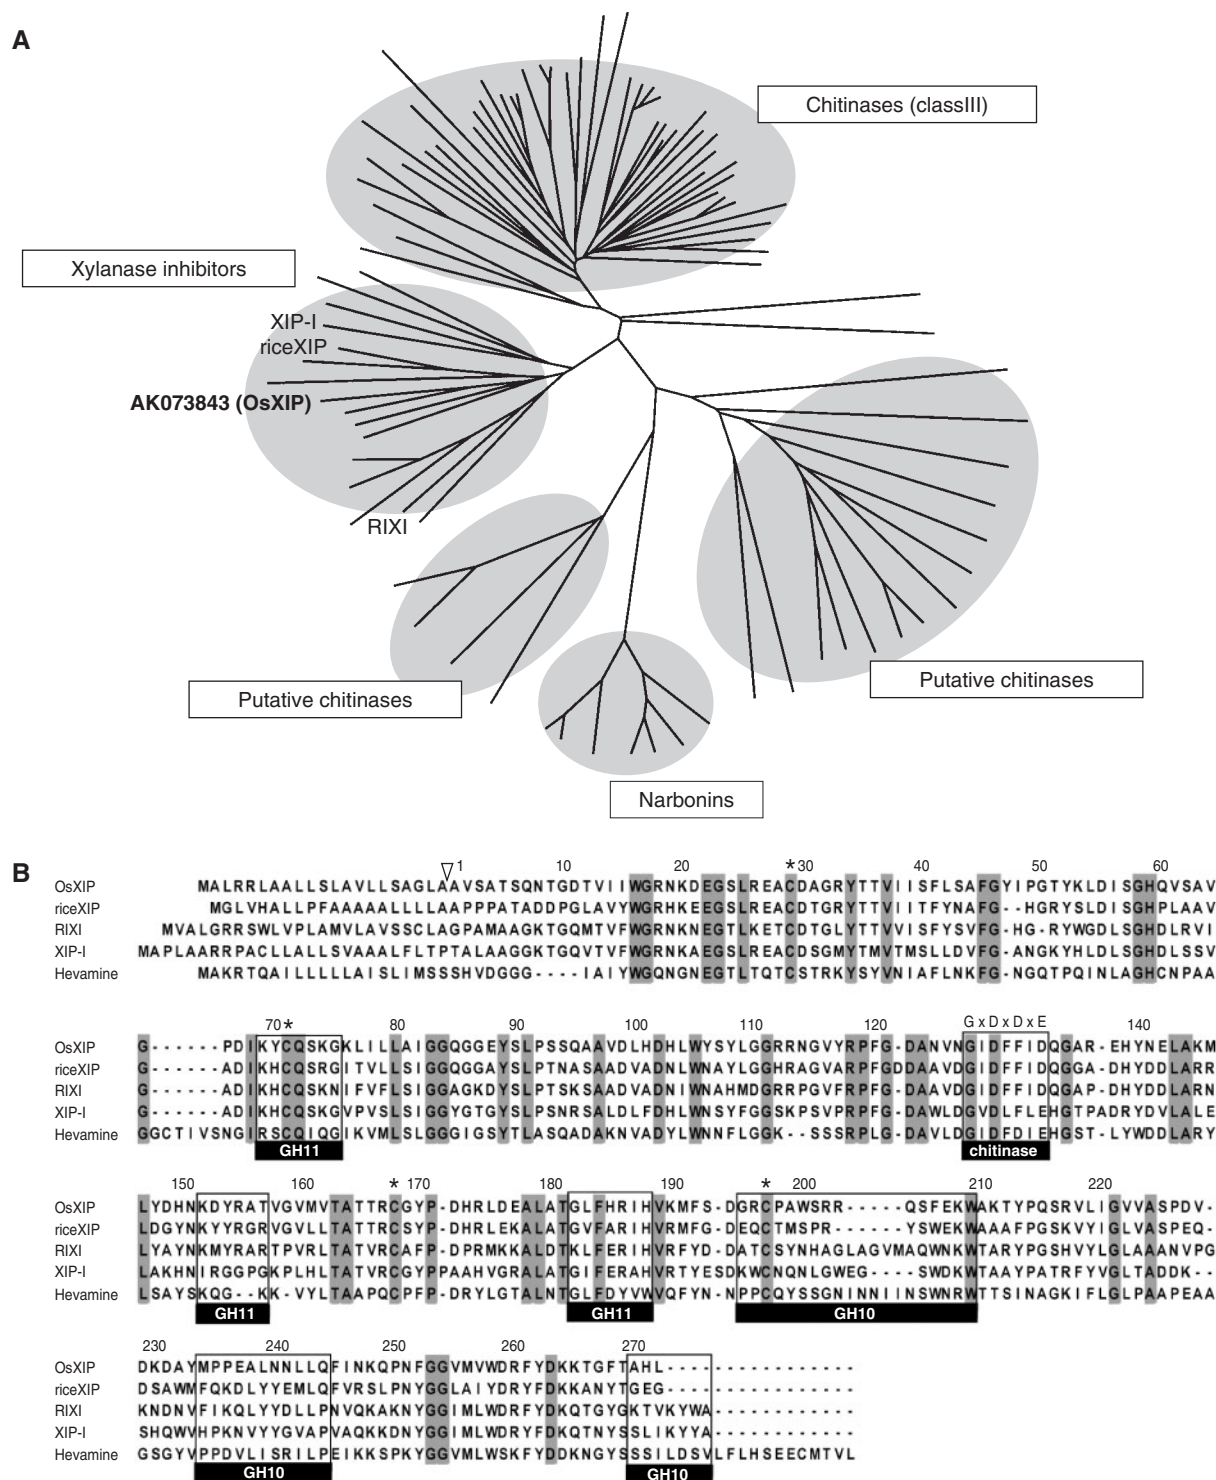 A
Chitinases (classIII)
Xylanase inhibitors
XIP-I
riceXIP
AK073843 (OsXIP)
RIXI
Putative chitinases
Putative chitinases
Narbonins
B
1 10 20 * 30 40 50 60
OsXIP MALRRLAALLSLAVLLSAGLAAVSATSQNTGDTVIIWGRNKDEGSLREACDAGRYTTVIISFLSAFGYIPGTYKLDISGHQVSAV
riceXIP MGLVHALLPFAAAAALLLLAAPPPATADDPGLAVYWGRHKEEGSLREACDTGRYTTVIITFYNAFG--HGRYSLDISGHPLAAV
RIXI MVALGRRSWLVPLAMVLAVSSCLAGPAMAAGKTGQMTVFWGRNKNEGTLKETCDTGLYTTVVISFYSVFG-HG-RYWGDLSGHDLRVI
XIP-I MAPLAARRPACLLALLSVAAALFLTPTALAAGGKTGQVTVFWGRNKAEGSLREACDSGMYTMVTMSLLDVFG-ANGKYHLDLSGHDLSSV
Hevamine MAKRTQAILLLLLAISLIMSSSHVDGGG----IAIYWGQNGNEGTLTQTCSTRKYSYVNIAFLNKFG-NGQTPQINLAGHCNPAA
70 * 80 90 100 110 120 GxDxDxE 140
OsXIP G------PDIKYCQSKGKLILLAIGGQGGEYSLPSSQAAVDLHDHLWYSYLGGRRNGVYRPFG-DANVNGIDFFIDQGAR-EHYNELAKM
riceXIP G------ADIKHCQSRGITVLLSIGGQGGAYSLPTNASAADVADNLWNAYLGGHRAGVARPFGDDAAVDGIDFFIDQGGA-DHYDDLARR
RIXI G------ADIKHCQSKNIFVFLSIGGAGKDYSLPTSKSAADVADNIWNAHMDGRRPGVFRPFG-DAAVDGIDFFIDQGAP-DHYDDLARN
XIP-I G------ADIKHCQSKGVPVSLSIGGYGTGYSLPSNRSALDLFDHLWNSYFGGSKPSVPRPFG-DAWLDGVDLFLEHGTPADRYDVLALE
Hevamine GGCTIVSNGIRSCQIQGIKVMLSLGGGIGSYTLASQADAKNVADYLWNNFLGGK--SSSRPLG-DAVLDGIDFDIEHGST-LYWDDLARY
GH11 chitinase
150 160 * 170 180 190 * 200 210 220
OsXIP LYDHNKDYRATVGVMVTATTRCGYP-DHRLDEALATGLFHRIHVKMFS-DGRCPAWSRR-----QSFEKWAKTYPQSRVLIGVVASPDV-
riceXIP LDGYNKYYRGRVGVLLTATTRCSYP-DHRLEKALATGVFARIHVRMFG-DEQCTMSPR------YSWEKWAAAFPGSKVYIGLVASPEQ-
RIXI LYAYNKMYRARTPVRLTATVRCAFP-DPRMKKALDTKLFERIHVRFYD-DATCSYNHAGLAGVMAQWNKWTARYPGSHVYLGLAAANVPG
XIP-I LAKHNIRGGPGKPLHLTATVRCGYPPAAHVGRALATGIFERAHVRTYESDKWCNQNLGWEG----SWDKWTAAYPATRFYVGLTADDK--
Hevamine LSAYSKQG--KK-VYLTAAPQCPFP-DRYLGTALNTGLFDYVWVQFYN-NPPCQYSSGNINNIINSWNRWTTSINAGKIFLGLPAAPEAA
GH11 GH11 GH10
230 240 250 260 270
OsXIP DKDAYMPPEALNNLLQFINKQPNFGGVMVWDRFYDKKTGFTAHL----------------
riceXIP DSAWMFQKDLYYEMLQFVRSLPNYGGLAIYDRYFDKKANYTGEG----------------
RIXI KNDNVFIKQLYYDLLPNVQKAKNYGGIMLWDRFYDKQTGYGKTVKYWA------------
XIP-I SHQWVHPKNVYYGVAPVAQKKDNYGGIMLWDRYFDKQTNYSSLIKYYA------------
Hevamine GSGYVPPDVLISRILPEIKKSPKYGGVMLWSKFYDDKNGYSSSILDSVLFLHSEECMTVL
GH10 GH10